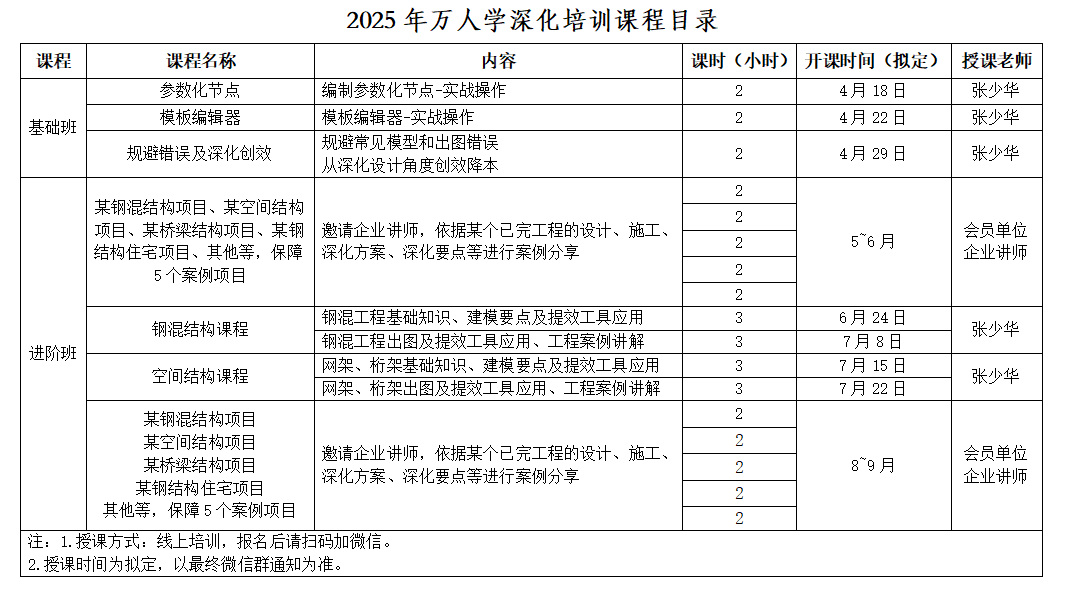 2025年万人学深化培训课程目录
课程 课程名称 内容 课时（小时） 开课时间（拟定） 授课老师
基础班
参数化节点 编制参数化节点-实战操作 2 4月18日 张少华
模板编辑器 模板编辑器-实战操作 2 4月22日 张少华
规避错误及深化创效
规避常见模型和出图错误
从深化设计角度创效降本
2 4月29日 张少华
进阶班
某钢混结构项目、某空间结构
项目、某桥梁结构项目、某钢
结构住宅项目、其他等，保障
5个案例项目
邀请企业讲师，依据某个已完工程的设计、施工、
深化方案、深化要点等进行案例分享
2
2
2
2
2
5~6月
会员单位
企业讲师
钢混结构课程
钢混工程基础知识、建模要点及提效工具应用 3 6月24日
钢混工程出图及提效工具应用、工程案例讲解 3 7月8日
张少华
空间结构课程
网架、桁架基础知识、建模要点及提效工具应用 3 7月15日
网架、桁架出图及提效工具应用、工程案例讲解 3 7月22日
张少华
某钢混结构项目
某空间结构项目
某桥梁结构项目
某钢结构住宅项目
其他等，保障5个案例项目
邀请企业讲师，依据某个已完工程的设计、施工、
深化方案、深化要点等进行案例分享
2
2
2
2
2
8~9月
会员单位
企业讲师
注：1.授课方式：线上培训，报名后请扫码加微信。
2.授课时间为拟定，以最终微信群通知为准。